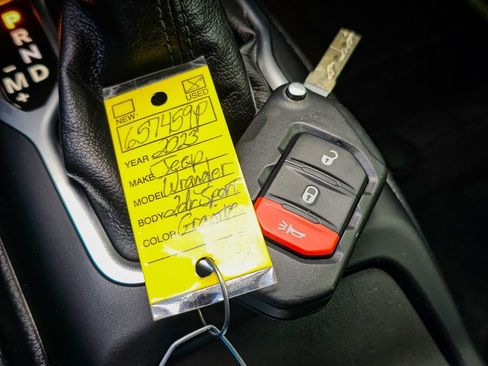 P
R
N
D
M
+
−
NEW
USED
657459P
YEAR 2023
MAKE Jeep
MODEL Wrangler
BODY 2dr Sport
COLOR Granite